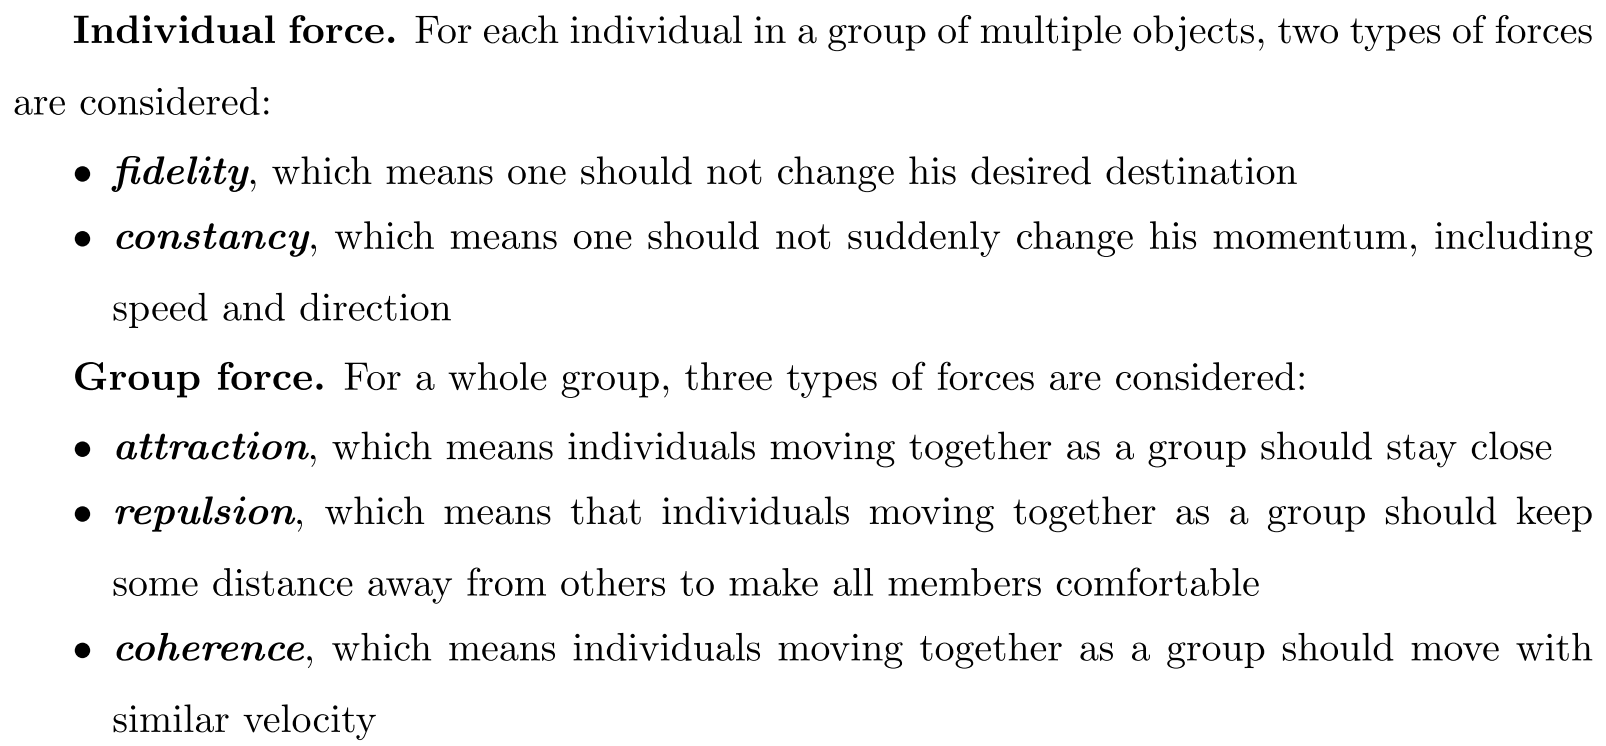 Individual force. For each individual in a group of multiple objects, two types of forces
are considered:
• fidelity, which means one should not change his desired destination
• constancy, which means one should not suddenly change his momentum, including
speed and direction
Group force. For a whole group, three types of forces are considered:
• attraction, which means individuals moving together as a group should stay close
• repulsion, which means that individuals moving together as a group should keep
some distance away from others to make all members comfortable
• coherence, which means individuals moving together as a group should move with
similar velocity